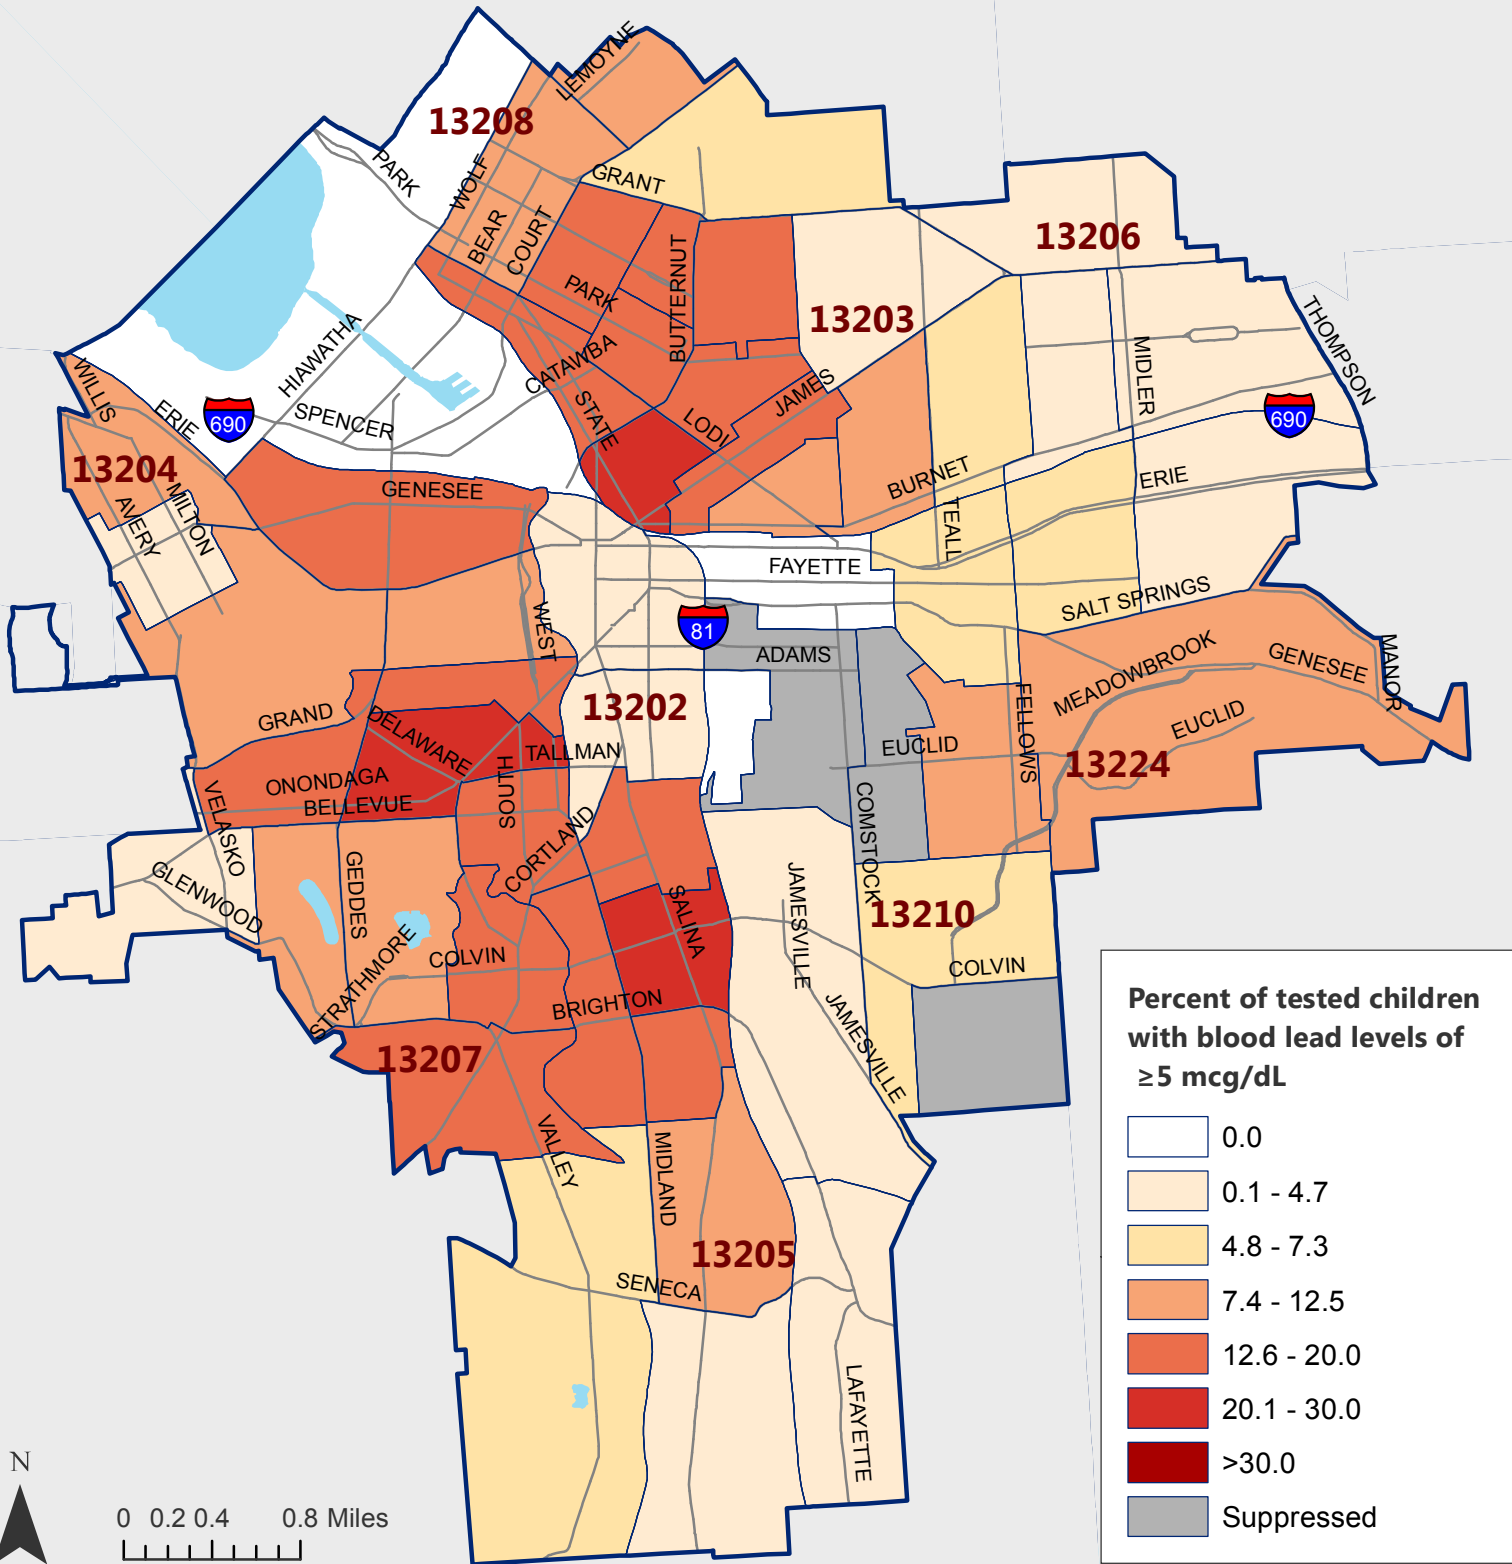 LEMOYNE
13208
PARK
WOLF
GRANT
BEAR
COURT
13206
BUTTERNUT
PARK
13203
THOMPSON
HIAWATHA
MIDLER
WILLIS
CATAWBA
JAMES
ERIE
690
SPENCER
STATE
LODI
690
13204
GENESEE
BURNET
ERIE
AVERY
MILTON
TEALL
FAYETTE
SALT SPRINGS
WEST
81
ADAMS
MEADOWBROOK
GENESEE
MANOR
GRAND
DELAWARE
13202
FELLOWS
EUCLID
TALLMAN
EUCLID
13224
ONONDAGA
BELLEVUE
SOUTH
VELASKO
CORTLAND
COMSTOCK
GLENWOOD
GEDDES
SALINA
JAMESVILLE
13210
STRATHMORE
COLVIN
COLVIN
BRIGHTON
JAMESVILLE
13207
VALLEY
MIDLAND
13205
SENECA
LAFAYETTE
Percent of tested children
with blood lead levels of
≥5 mcg/dL
0.0
0.1 - 4.7
4.8 - 7.3
7.4 - 12.5
12.6 - 20.0
20.1 - 30.0
>30.0
Suppressed
N
0 0.2 0.4 0.8 Miles